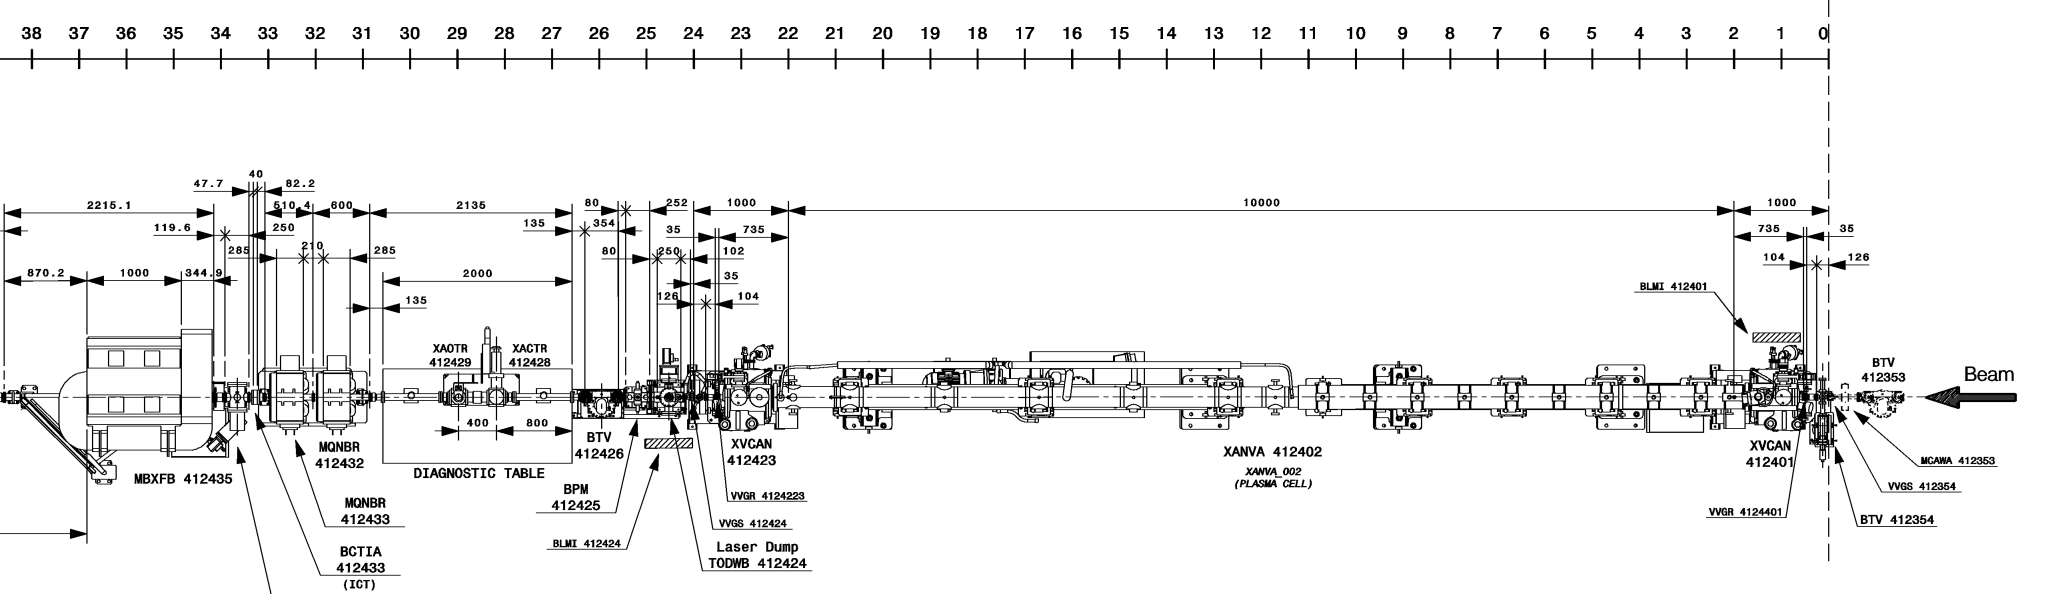 38 37 36 35 34 33 32 31 30 29 28 27 26 25 24 23 22 21 20 19 18 17 16 15 14 13 12 11 10 9 8 7 6 5 4 3 2 1 0
40
47.7 82.2
2215.1 510.4 600 2135 80 252 1000 10000 1000
119.6 250 135 354 35 735 735 35
285 210 285 80 250 102 104 126
870.2 1000 344.9 2000 35
135 126 104
BLMI 412401
XAOTR
412429
XACTR
412428
BTV
412353
Beam
400 800
BTV
412426
XVCAN
412423
XANVA 412402
XANVA_002
(PLASMA CELL)
XVCAN
412401
MCAWA 412353
MBXFB 412435
MQNBR
412432
DIAGNOSTIC TABLE
BPM
412425
VVGR 4124223
VVGS 412354
MQNBR
412433
VVGS 412424
VVGR 4124401
BTV 412354
BLMI 412424
BCTIA
412433
(ICT)
Laser Dump
TODWB 412424